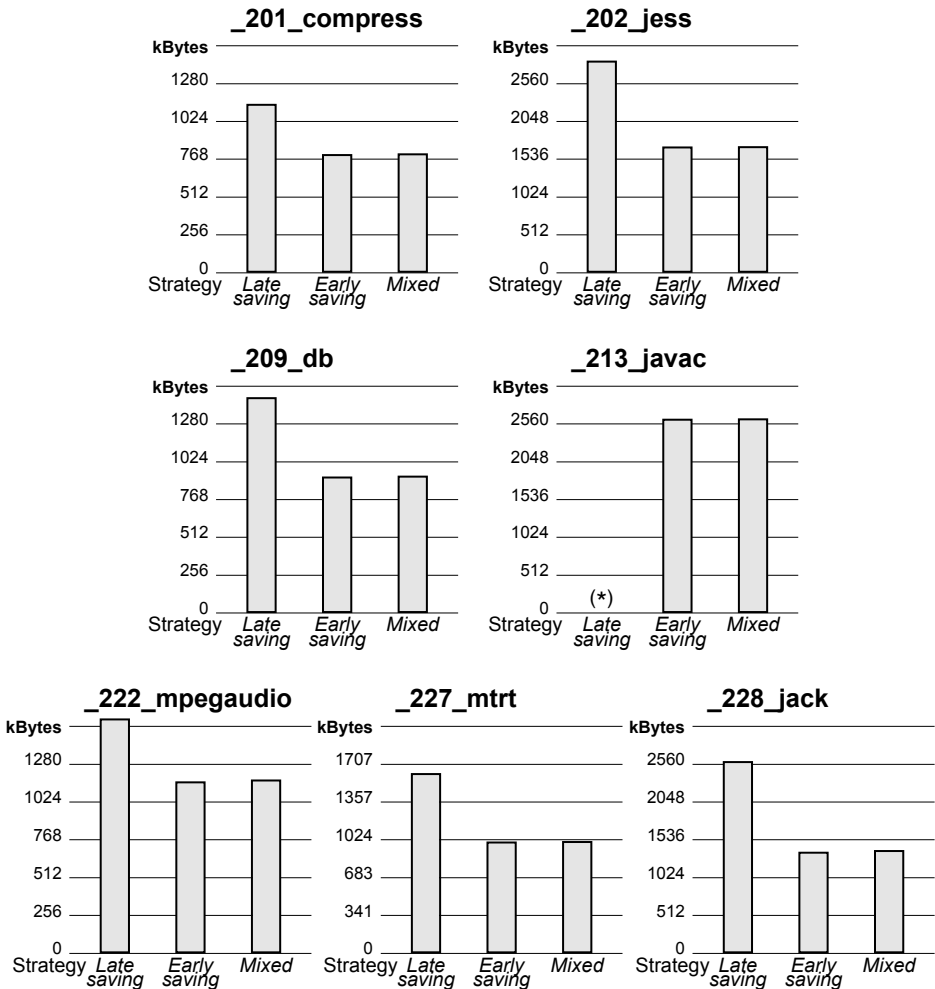 _201_compress
kBytes
1280
1024
768
512
256
0
Strategy Late saving Early saving Mixed
_202_jess
kBytes
2560
2048
1536
1024
512
0
Strategy Late saving Early saving Mixed
_209_db
kBytes
1280
1024
768
512
256
0
Strategy Late saving Early saving Mixed
_213_javac
kBytes
2560
2048
1536
1024
512
0
(*)
Strategy Late saving Early saving Mixed
_222_mpegaudio
kBytes
1280
1024
768
512
256
0
Strategy Late saving Early saving Mixed
_227_mtrt
kBytes
1707
1357
1024
683
341
0
Strategy Late saving Early saving Mixed
_228_jack
kBytes
2560
2048
1536
1024
512
0
Strategy Late saving Early saving Mixed